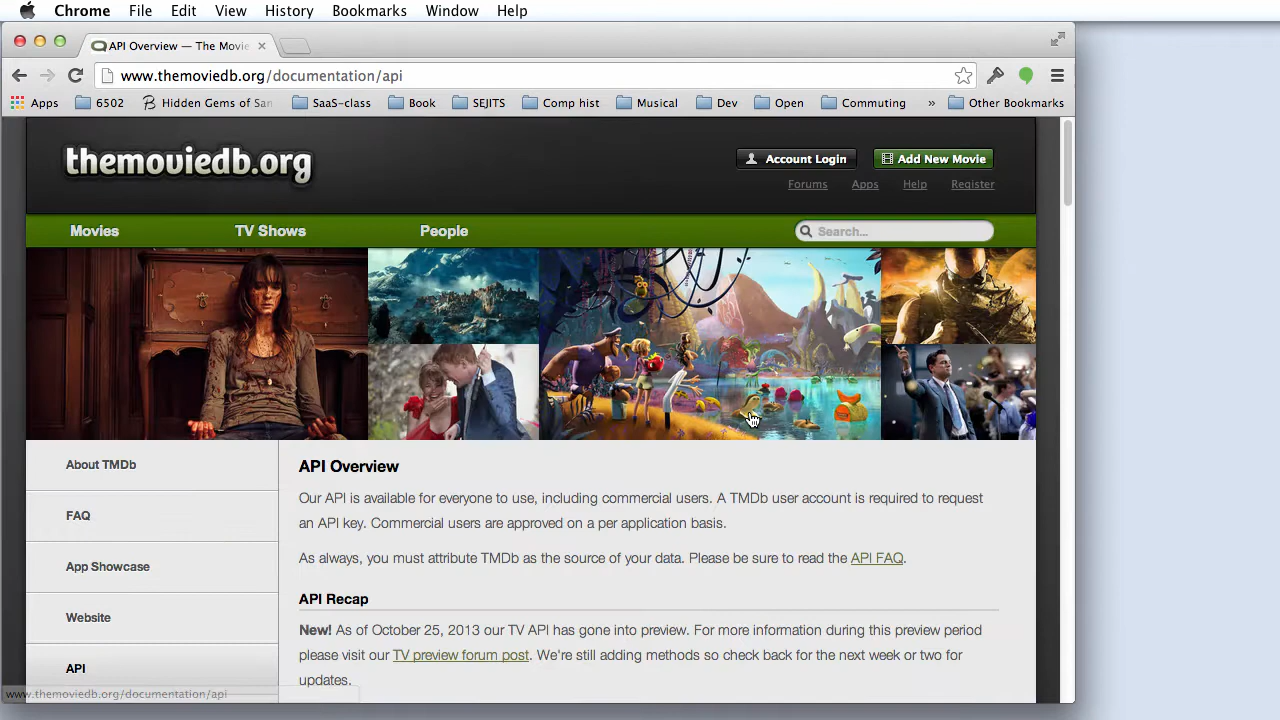 Chrome File Edit View History Bookmarks Window Help
API Overview — The Movie
www.themoviedb.org/documentation/api
Apps 6502 Hidden Gems of San SaaS-class Book SEJITS Comp hist Musical Dev Open Commuting » Other Bookmarks
themoviedb.org
Account Login Add New Movie
Forums Apps Help Register
Movies TV Shows People Search...
About TMDb
FAQ
App Showcase
Website
API
API Overview
Our API is available for everyone to use, including commercial users. A TMDb user account is required to request
an API key. Commercial users are approved on a per application basis.
As always, you must attribute TMDb as the source of your data. Please be sure to read the API FAQ.
API Recap
New! As of October 25, 2013 our TV API has gone into preview. For more information during this preview period
please visit our TV preview forum post. We're still adding methods so check back for the next week or two for
updates.
www.themoviedb.org/documentation/api